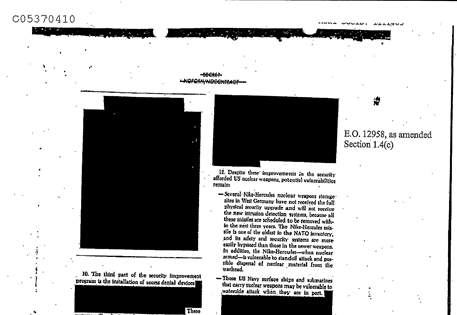 C05370410
SECRET
NOFORN/NOCONTRACT
E.O. 12958, as amended
Section 1.4(c)
10. The third part of the security improvement
program is the installation of access denial devices
These
12. Despite these improvements in the security
afforded US nuclear weapons, potential vulnerabilities
remain:
— Several Nike-Hercules nuclear weapons storage
sites in West Germany have not received the full
physical security upgrade and will not receive
the new intrusion detection systems, because all
these missiles are scheduled to be removed with-
in the next three years. The Nike-Hercules mis-
sile is one of the oldest in the NATO inventory,
and its safety and security systems are more
easily bypassed than those in the newer weapons.
In addition, the Nike-Hercules—when nuclear
armed—is vulnerable to standoff attack and pos-
sible dispersal of nuclear material from the
warhead.
— Those US Navy surface ships and submarines
that carry nuclear weapons may be vulnerable to
waterside attack when they are in port.